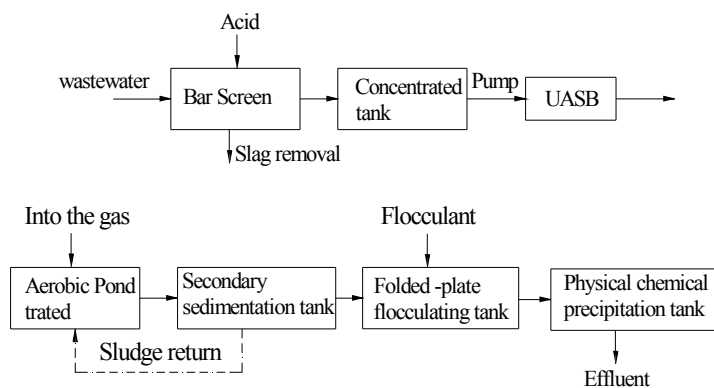 Acid
wastewater
Bar Screen
Concentrated
tank
Pump
UASB
Slag removal
Into the gas
Flocculant
Aerobic Pond
trated
Secondary
sedimentation tank
Folded -plate
flocculating tank
Physical chemical
precipitation tank
Sludge return
Effluent